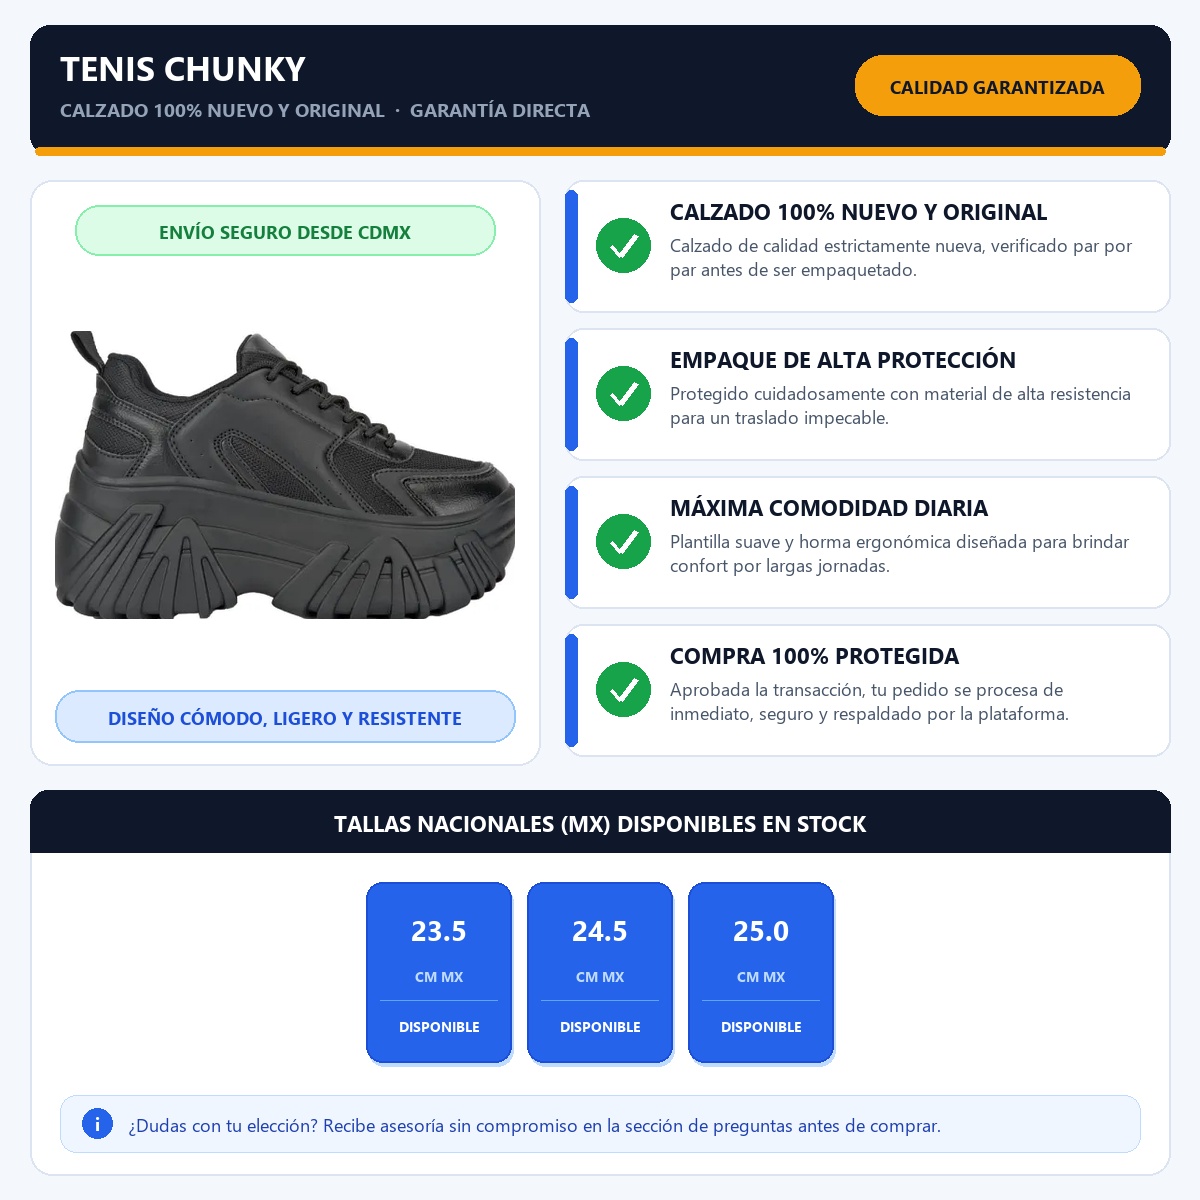 TENIS CHUNKY
CALZADO 100% NUEVO Y ORIGINAL · GARANTÍA DIRECTA
CALIDAD GARANTIZADA
ENVÍO SEGURO DESDE CDMX
DISEÑO CÓMODO, LIGERO Y RESISTENTE
CALZADO 100% NUEVO Y ORIGINAL
Calzado de calidad estrictamente nueva, verificado par por
par antes de ser empaquetado.
EMPAQUE DE ALTA PROTECCIÓN
Protegido cuidadosamente con material de alta resistencia
para un traslado impecable.
MÁXIMA COMODIDAD DIARIA
Plantilla suave y horma ergonómica diseñada para brindar
confort por largas jornadas.
COMPRA 100% PROTEGIDA
Aprobada la transacción, tu pedido se procesa de
inmediato, seguro y respaldado por la plataforma.
TALLAS NACIONALES (MX) DISPONIBLES EN STOCK
23.5
CM MX
DISPONIBLE
24.5
CM MX
DISPONIBLE
25.0
CM MX
DISPONIBLE
¿Dudas con tu elección? Recibe asesoría sin compromiso en la sección de preguntas antes de comprar.